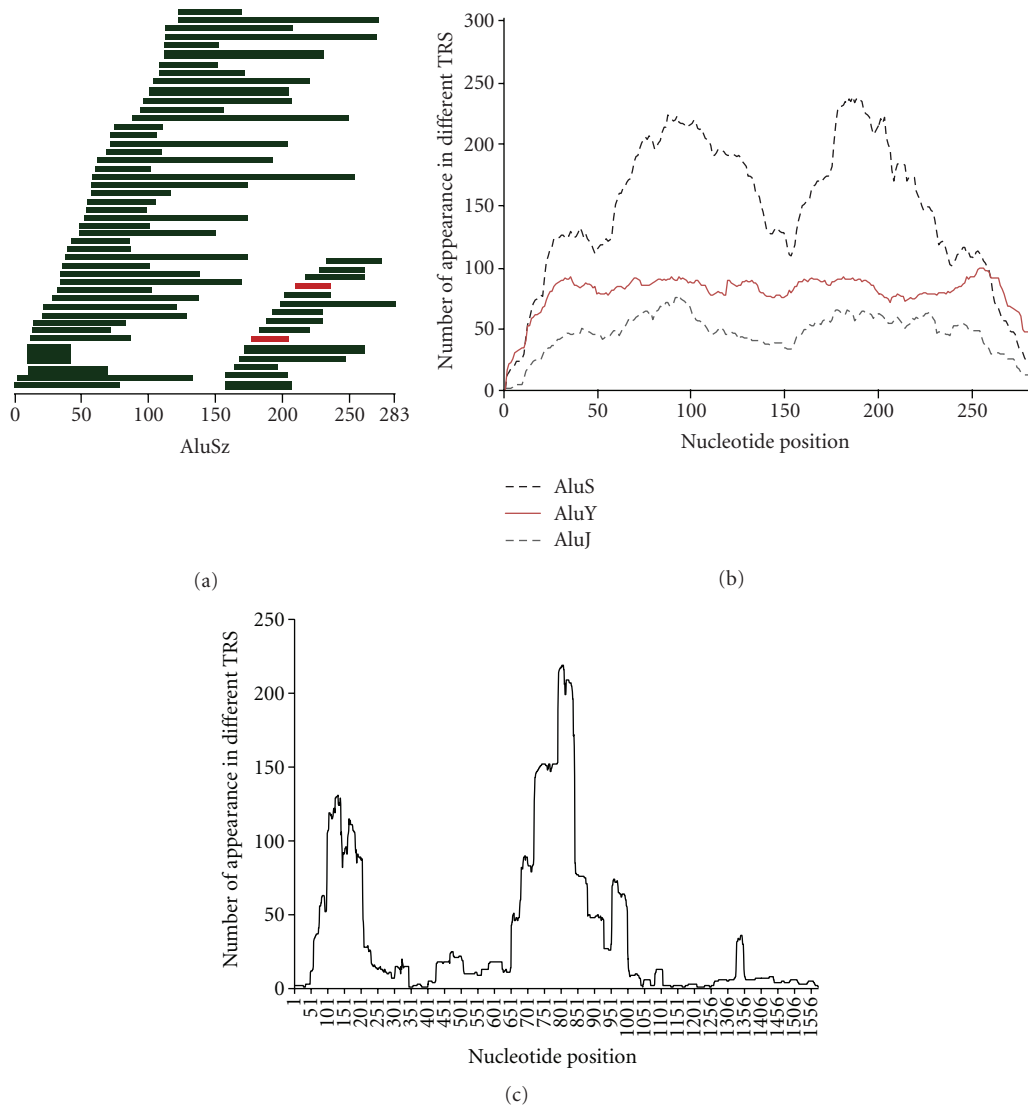 0 50 100 150 200 250 283
AluSz
(a)
Number of appearance in different TRS
300
250
200
150
100
50
0
0 50 100 150 200 250
Nucleotide position
AluS
AluY
AluJ
(b)
Number of appearance in different TRS
250
200
150
100
50
0
1 51 101 151 201 251 301 351 401 451 501 551 601 651 701 751 801 851 901 951 1001 1051 1101 1151 1201 1256 1306 1356 1406 1456 1506 1556
Nucleotide position
(c)